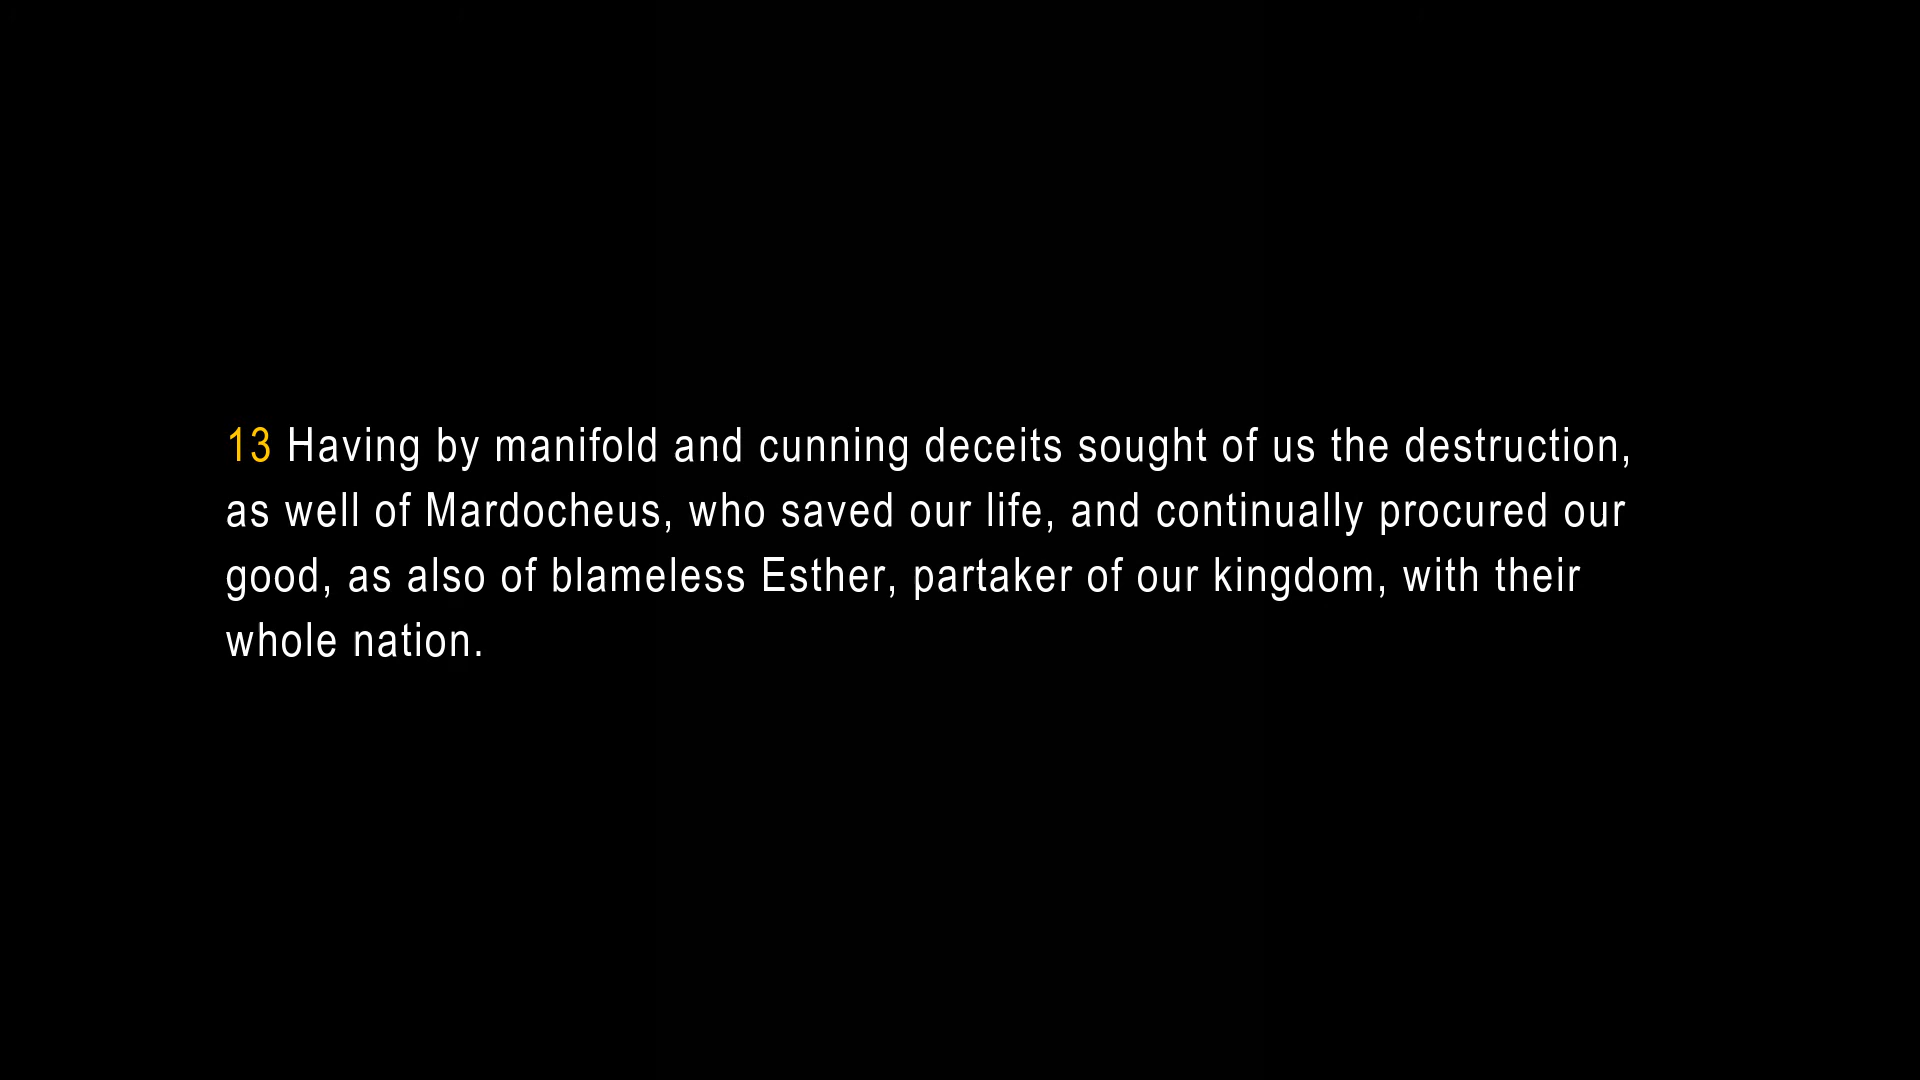 13 Having by manifold and cunning deceits sought of us the destruction,
as well of Mardocheus, who saved our life, and continually procured our
good, as also of blameless Esther, partaker of our kingdom, with their
whole nation.